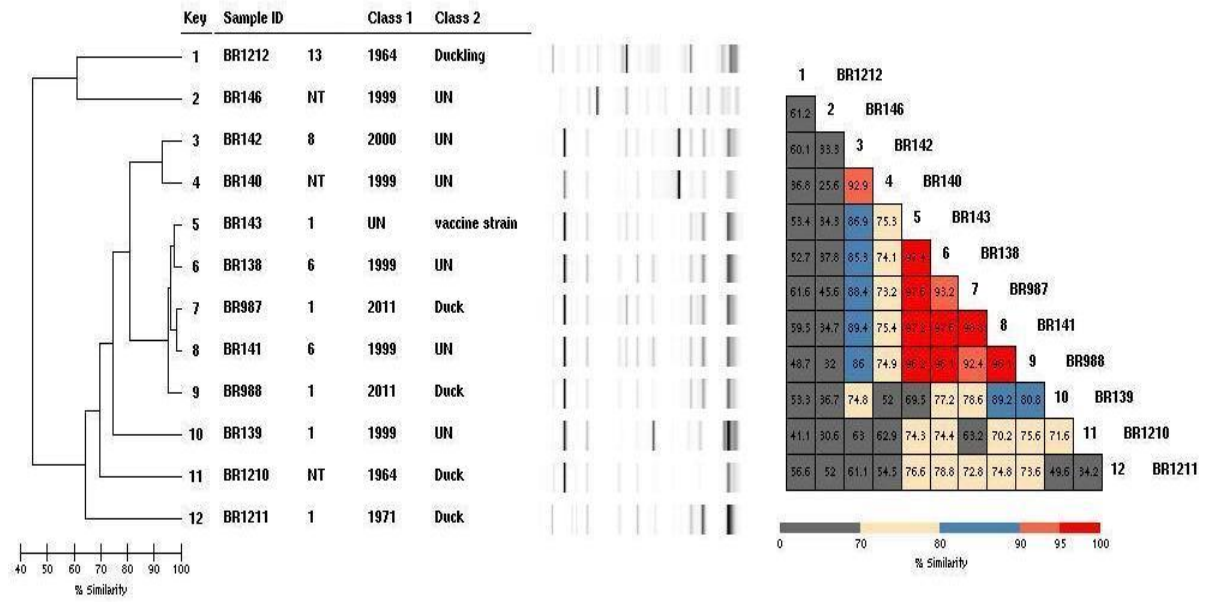 Key Sample ID Class 1 Class 2
1 BR1212 13 1964 Duckling
2 BR146 NT 1999 UN
3 BR142 8 2000 UN
4 BR140 NT 1999 UN
5 BR143 1 UN vaccine strain
6 BR138 6 1999 UN
7 BR987 1 2011 Duck
8 BR141 6 1999 UN
9 BR988 1 2011 Duck
10 BR139 1 1999 UN
11 BR1210 NT 1964 Duck
12 BR1211 1 1971 Duck
40 50 60 70 80 90 100
% Similarity
1 BR1212
61.2 2 BR146
60.1 33.3 3 BR142
36.8 25.6 92.9 4 BR140
53.4 34.3 86.9 75.3 5 BR143
52.7 37.8 85.3 74.1 6 BR138
61.6 45.6 88.4 73.2 97.6 93.2 7 BR987
59.5 34.7 89.4 75.4 8 BR141
48.7 32 86 74.9 92.4 9 BR988
53.3 36.7 74.8 52 69.5 77.2 78.6 89.2 80.8 10 BR139
41.1 30.6 63 62.9 74.3 74.4 63.2 70.2 75.6 71.6 11 BR1210
56.6 52 61.1 54.5 76.6 78.8 72.8 74.8 73.6 49.6 34.2 12 BR1211
0 70 80 90 95 100
% Similarity